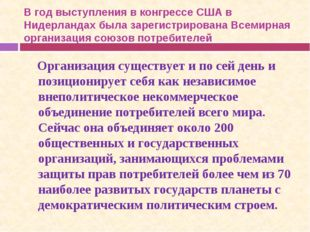 В год выступления в конгрессе США в
Нидерландах была зарегистрирована Всемирная
организация союзов потребителей
Организация существует и по сей день и
позиционирует себя как независимое
внеполитическое некоммерческое
объединение потребителей всего мира.
Сейчас она объединяет около 200
общественных и государственных
организаций, занимающихся проблемами
защиты прав потребителей более чем из 70
наиболее развитых государств планеты с
демократическим политическим строем.